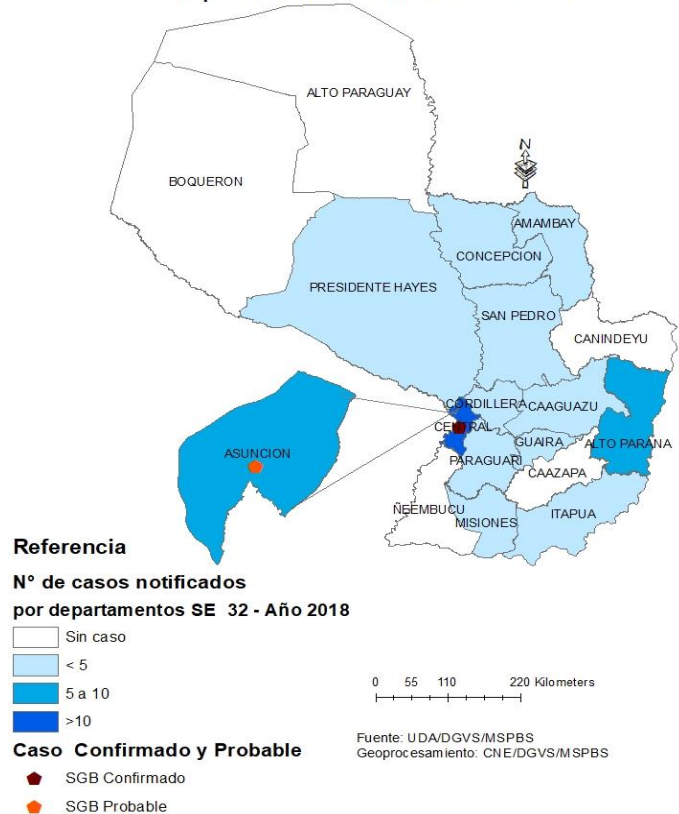 ALTO PARAGUAY
BOQUERON
N
AMAMBAY
CONCEPCION
PRESIDENTE HAYES
SAN PEDRO
CANINDEYU
CORDILLERA
CAAGUAZU
CENTRAL
ASUNCION
GUAIRA
ALTO PARANA
PARAGUARI
CAAZAPA
ÑEEMBUCU
MISIONES
ITAPUA
Referencia
N° de casos notificados
por departamentos SE 32 - Año 2018
Sin caso
< 5
5 a 10
>10
0 55 110 220 Kilometers
Fuente: UDA/DGVS/MSPBS
Geoprocesamiento: CNE/DGVS/MSPBS
Caso Confirmado y Probable
SGB Confirmado
SGB Probable